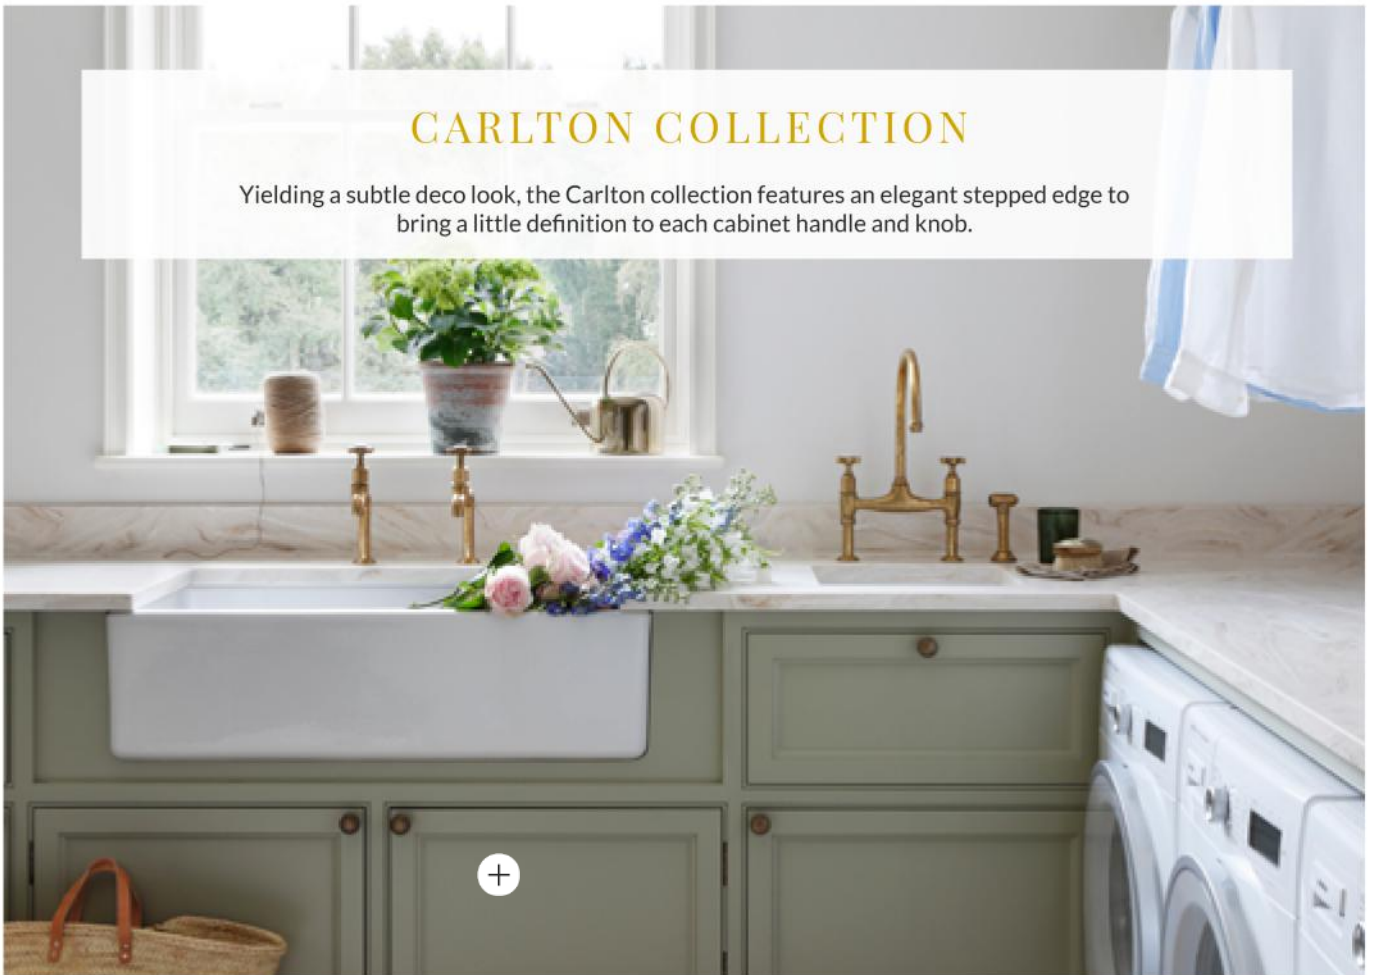 CARLTON COLLECTION
Yielding a subtle deco look, the Carlton collection features an elegant stepped edge to
bring a little definition to each cabinet handle and knob.